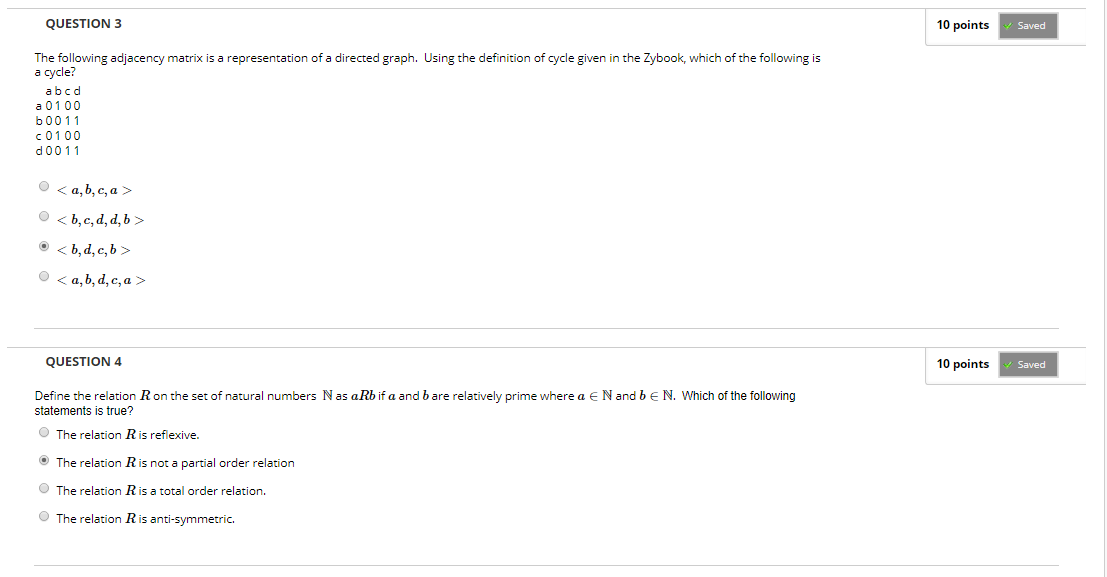 QUESTION 3
10 points
✓ Saved
The following adjacency matrix is a representation of a directed graph. Using the definition of cycle given in the Zybook, which of the following is
a cycle?
a b c d
a 0 1 0 0
b 0 0 1 1
c 0 1 0 0
d 0 0 1 1
< a, b, c, a >
< b, c, d, d, b >
< b, d, c, b >
< a, b, d, c, a >
QUESTION 4
10 points
✓ Saved
Define the relation R on the set of natural numbers ℕ as aRb if a and b are relatively prime where a ∈ ℕ and b ∈ ℕ. Which of the following
statements is true?
The relation R is reflexive.
The relation R is not a partial order relation
The relation R is a total order relation.
The relation R is anti-symmetric.